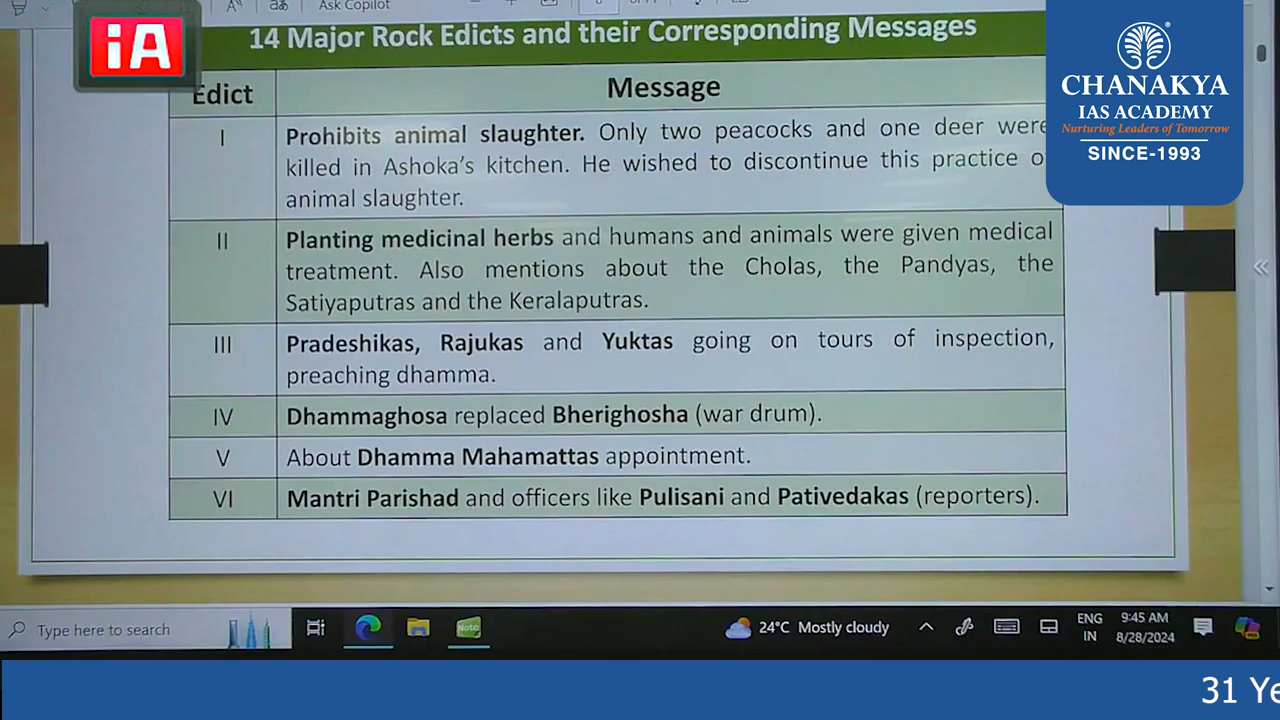 Ask Copilot
iA
14 Major Rock Edicts and their Corresponding Messages
CHANAKYA
IAS ACADEMY
Nurturing Leaders of Tomorrow
SINCE-1993
Edict
Message
I
Prohibits animal slaughter. Only two peacocks and one deer were
killed in Ashoka's kitchen. He wished to discontinue this practice o
animal slaughter.
II
Planting medicinal herbs and humans and animals were given medical
treatment. Also mentions about the Cholas, the Pandyas, the
Satiyaputras and the Keralaputras.
III
Pradeshikas, Rajukas and Yuktas going on tours of inspection,
preaching dhamma.
IV
Dhammaghosa replaced Bherighosha (war drum).
V
About Dhamma Mahamattas appointment.
VI
Mantri Parishad and officers like Pulisani and Pativedakas (reporters).
Type here to search
Note
24°C Mostly cloudy
ENG
IN
9:45 AM
8/28/2024
31 Ye